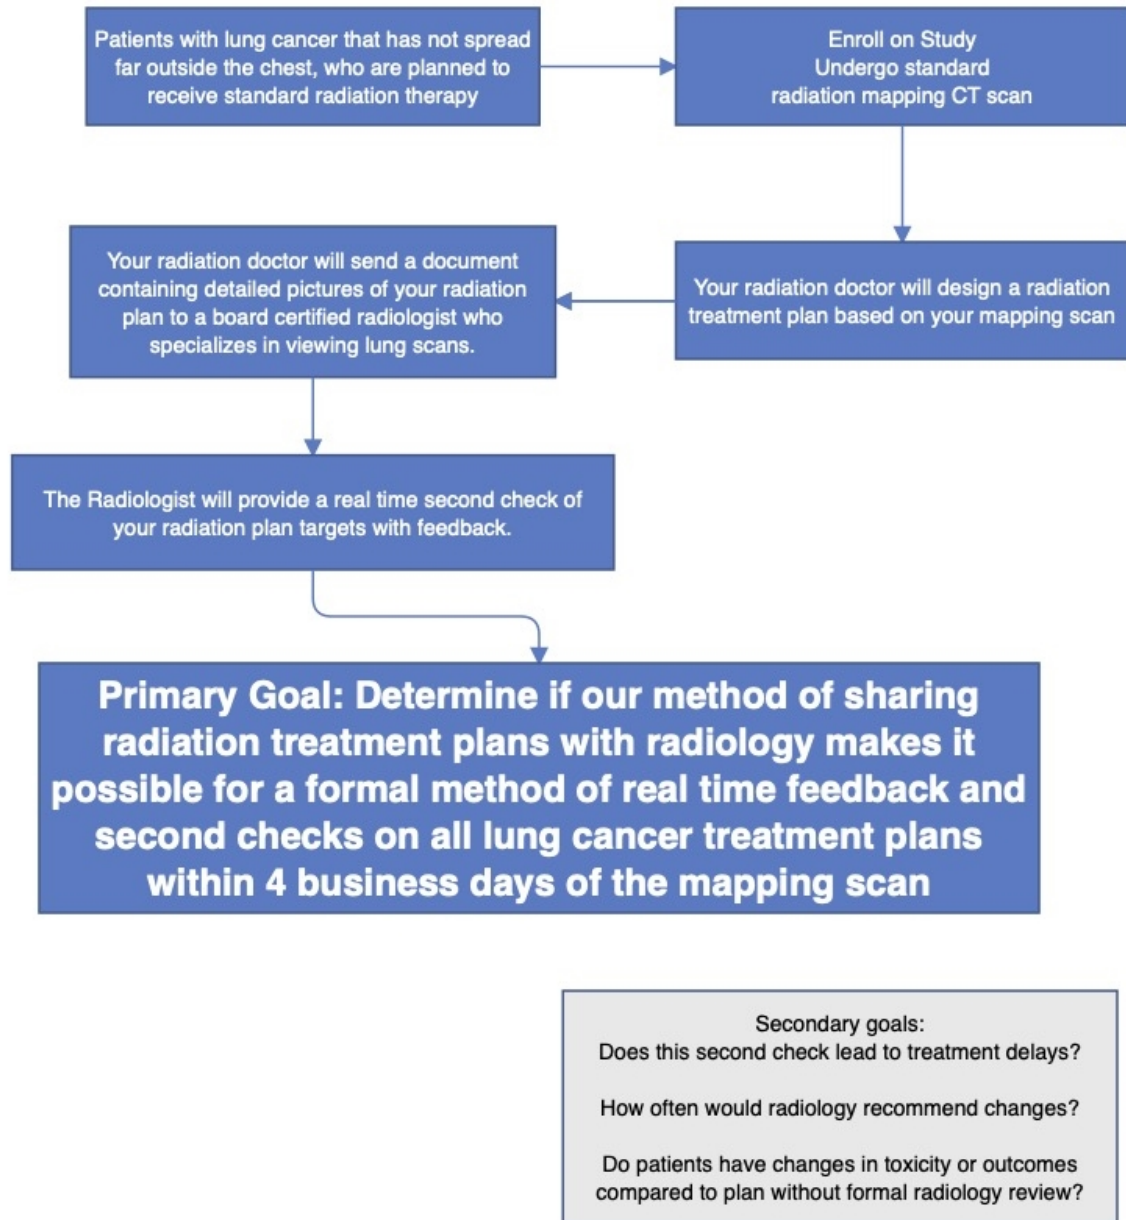 Patients with lung cancer that has not spread
far outside the chest, who are planned to
receive standard radiation therapy
Enroll on Study
Undergo standard
radiation mapping CT scan
Your radiation doctor will design a radiation
treatment plan based on your mapping scan
Your radiation doctor will send a document
containing detailed pictures of your radiation
plan to a board certified radiologist who
specializes in viewing lung scans.
The Radiologist will provide a real time second check of
your radiation plan targets with feedback.
Primary Goal: Determine if our method of sharing
radiation treatment plans with radiology makes it
possible for a formal method of real time feedback and
second checks on all lung cancer treatment plans
within 4 business days of the mapping scan
Secondary goals:
Does this second check lead to treatment delays?
How often would radiology recommend changes?
Do patients have changes in toxicity or outcomes
compared to plan without formal radiology review?